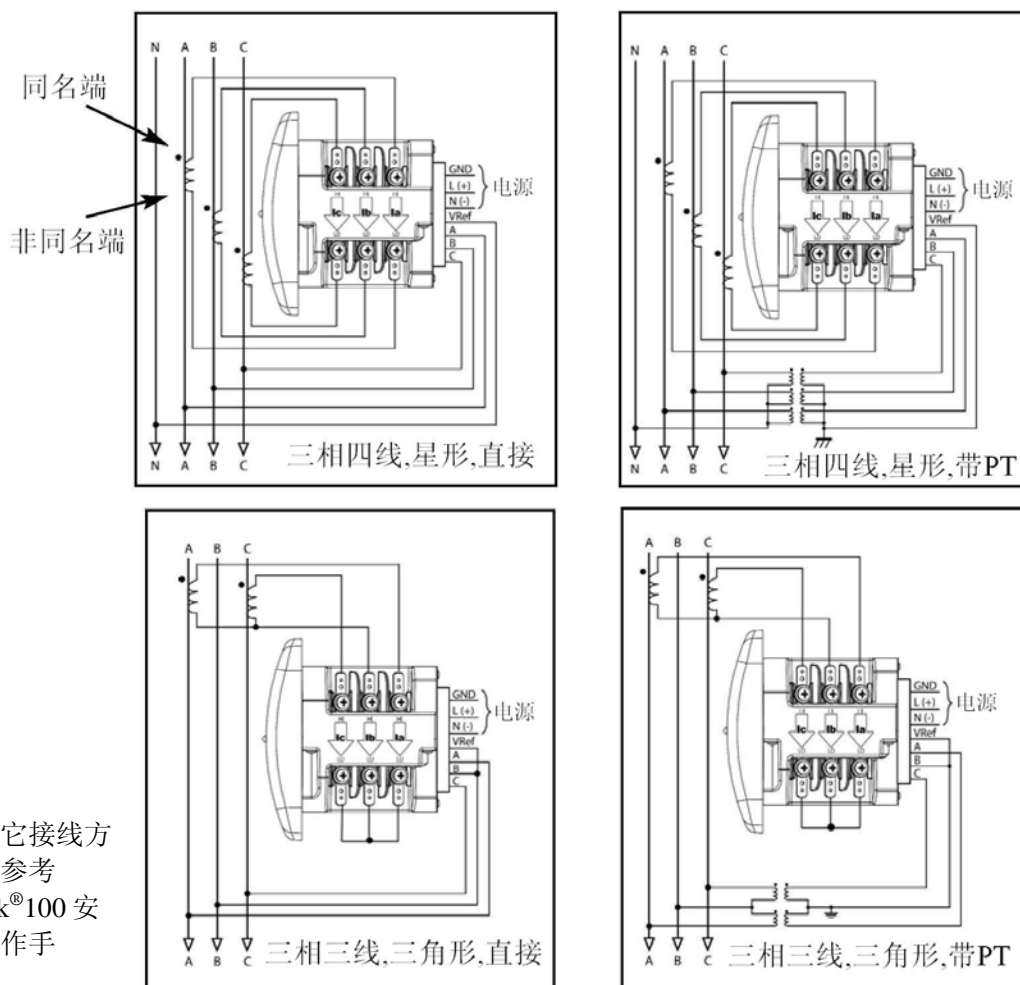 N A B C
同名端
非同名端
GND
L (+)
N (-)
电源
VRef
A
B
C
Ic Ib Ia
N A B C
三相四线,星形,直接
N A B C
GND
L (+)
N (-)
电源
VRef
A
B
C
Ic Ib Ia
N A B C
三相四线,星形,带PT
A B C
GND
L (+)
N (-)
电源
VRef
A
B
C
Ic Ib Ia
A B C
三相三线,三角形,直接
A B C
GND
L (+)
N (-)
电源
VRef
A
B
C
Ic Ib Ia
A B C
三相三线,三角形,带PT
它接线方
参考
k®100 安
作手